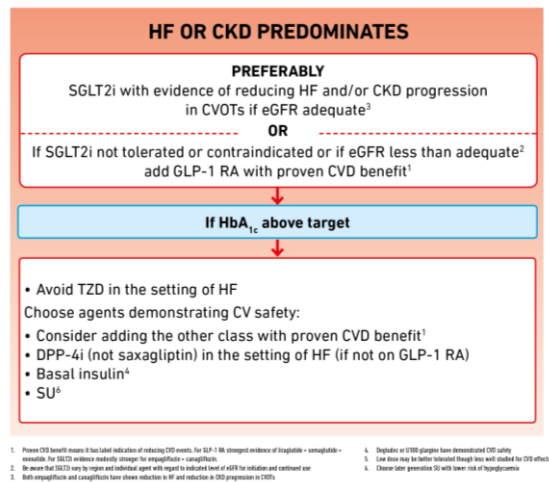 HF OR CKD PREDOMINATES
PREFERABLY
SGLT2i with evidence of reducing HF and/or CKD progression
in CVOTs if eGFR adequate³
OR
If SGLT2i not tolerated or contraindicated or if eGFR less than adequate²
add GLP-1 RA with proven CVD benefit¹
If HbA1c above target
• Avoid TZD in the setting of HF
Choose agents demonstrating CV safety:
• Consider adding the other class with proven CVD benefit¹
• DPP-4i (not saxagliptin) in the setting of HF (if not on GLP-1 RA)
• Basal insulin⁴
• SU⁶
1. Proven CVD benefit means it has label indication of reducing CVD events. For GLP-1 RA strongest evidence of liraglutide > semaglutide >
exenatide. For SGLT2i evidence modestly stronger for empagliflozin > canagliflozin.
2. Be aware that SGLT2i vary by region and individual agent with regard to indicated level of eGFR for initiation and continued use
3. Both empagliflozin and canagliflozin have shown reduction in HF and reduction in CKD progression in CVOTs
4. Degludec or U100 glargine have demonstrated CVD safety
5. Low dose may be better tolerated though less well studied for CVD effects
6. Choose later generation SU with lower risk of hypoglycaemia